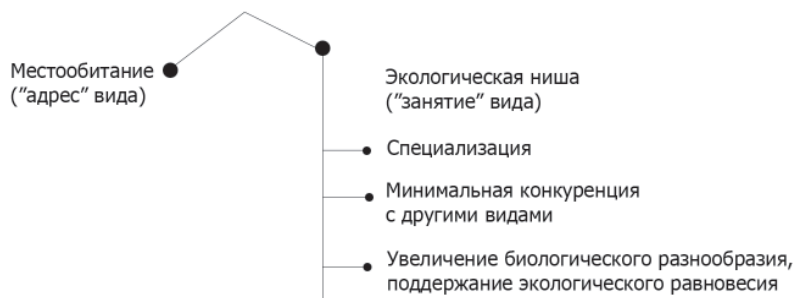 Местообитание
("адрес" вида)
Экологическая ниша
("занятие" вида)
Специализация
Минимальная конкуренция
с другими видами
Увеличение биологического разнообразия,
поддержание экологического равновесия